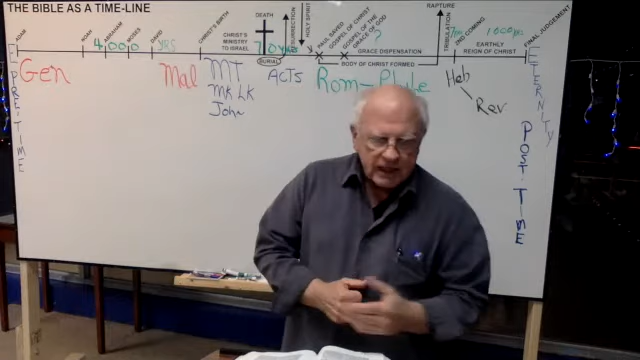 THE BIBLE AS A TIME-LINE
ADAM
NOAH
ABRAHAM
MOSES
DAVID
CHRIST'S BIRTH
DEATH
RESURRECTION
HOLY SPIRIT
PAUL SAVED
GOSPEL OF CHRIST
GOSPEL OF THE GRACE OF GOD
RAPTURE
TRIBULATION
2ND COMING
FINAL JUDGEMENT
4,000 YRS
CHRIST'S MINISTRY TO ISRAEL
BURIAL
?
GRACE DISPENSATION
BODY OF CHRIST FORMED
1000 yrs
EARTHLY REIGN OF CHRIST
Gen
Mal
MT
MK LK
John
ACTs
Rom - Phile
Heb
Rev
PRE-TIME
ETERNITY
POST-TIME